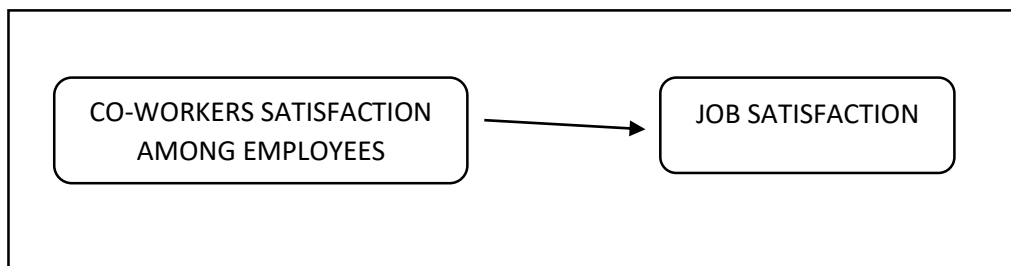 CO-WORKERS SATISFACTION
AMONG EMPLOYEES
JOB SATISFACTION